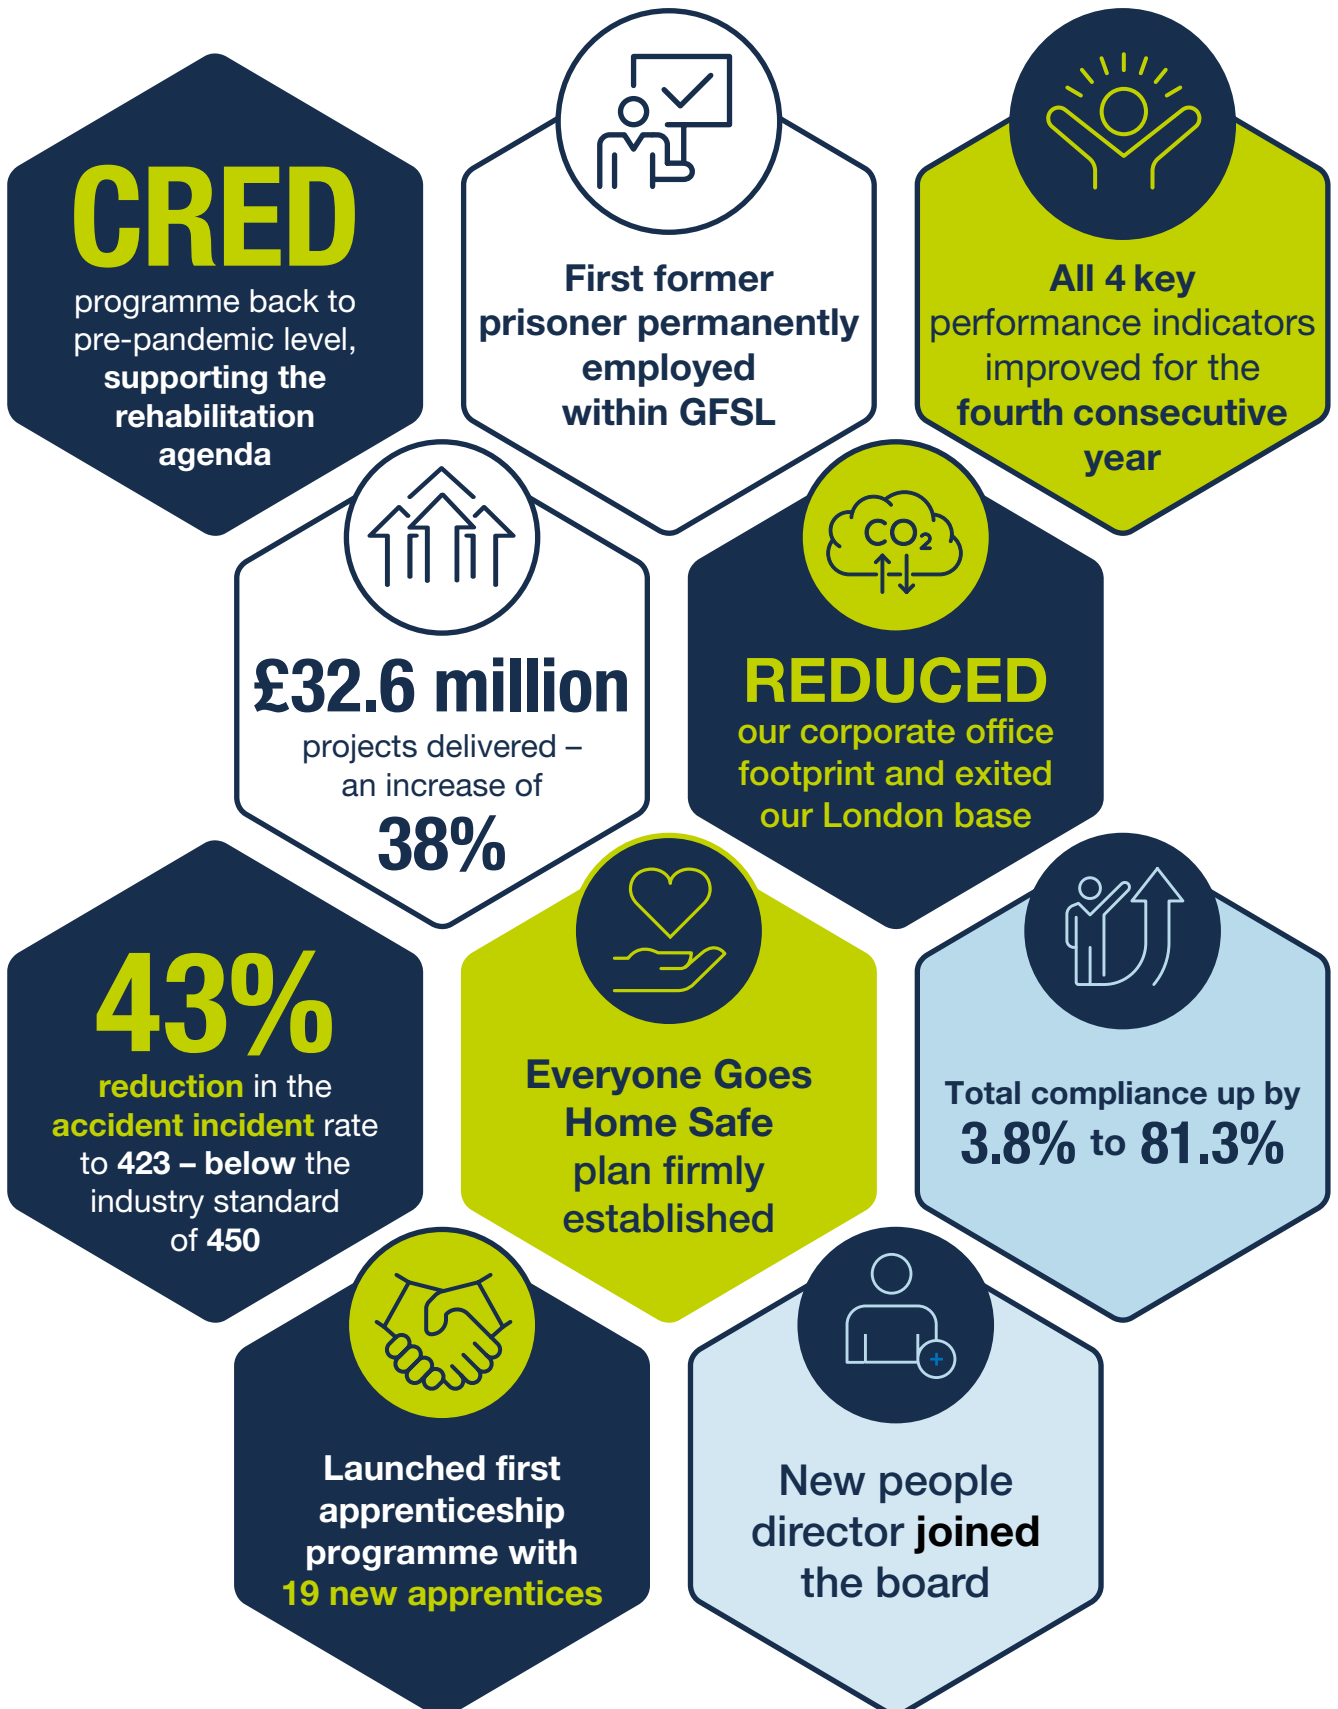 CRED
programme back to
pre-pandemic level,
supporting the
rehabilitation
agenda
First former
prisoner permanently
employed
within GFSL
All 4 key
performance indicators
improved for the
fourth consecutive
year
£32.6 million
projects delivered –
an increase of
38%
CO₂
REDUCED
our corporate office
footprint and exited
our London base
43%
reduction in the
accident incident rate
to 423 – below the
industry standard
of 450
Everyone Goes
Home Safe
plan firmly
established
Total compliance up by
3.8% to 81.3%
Launched first
apprenticeship
programme with
19 new apprentices
New people
director joined
the board